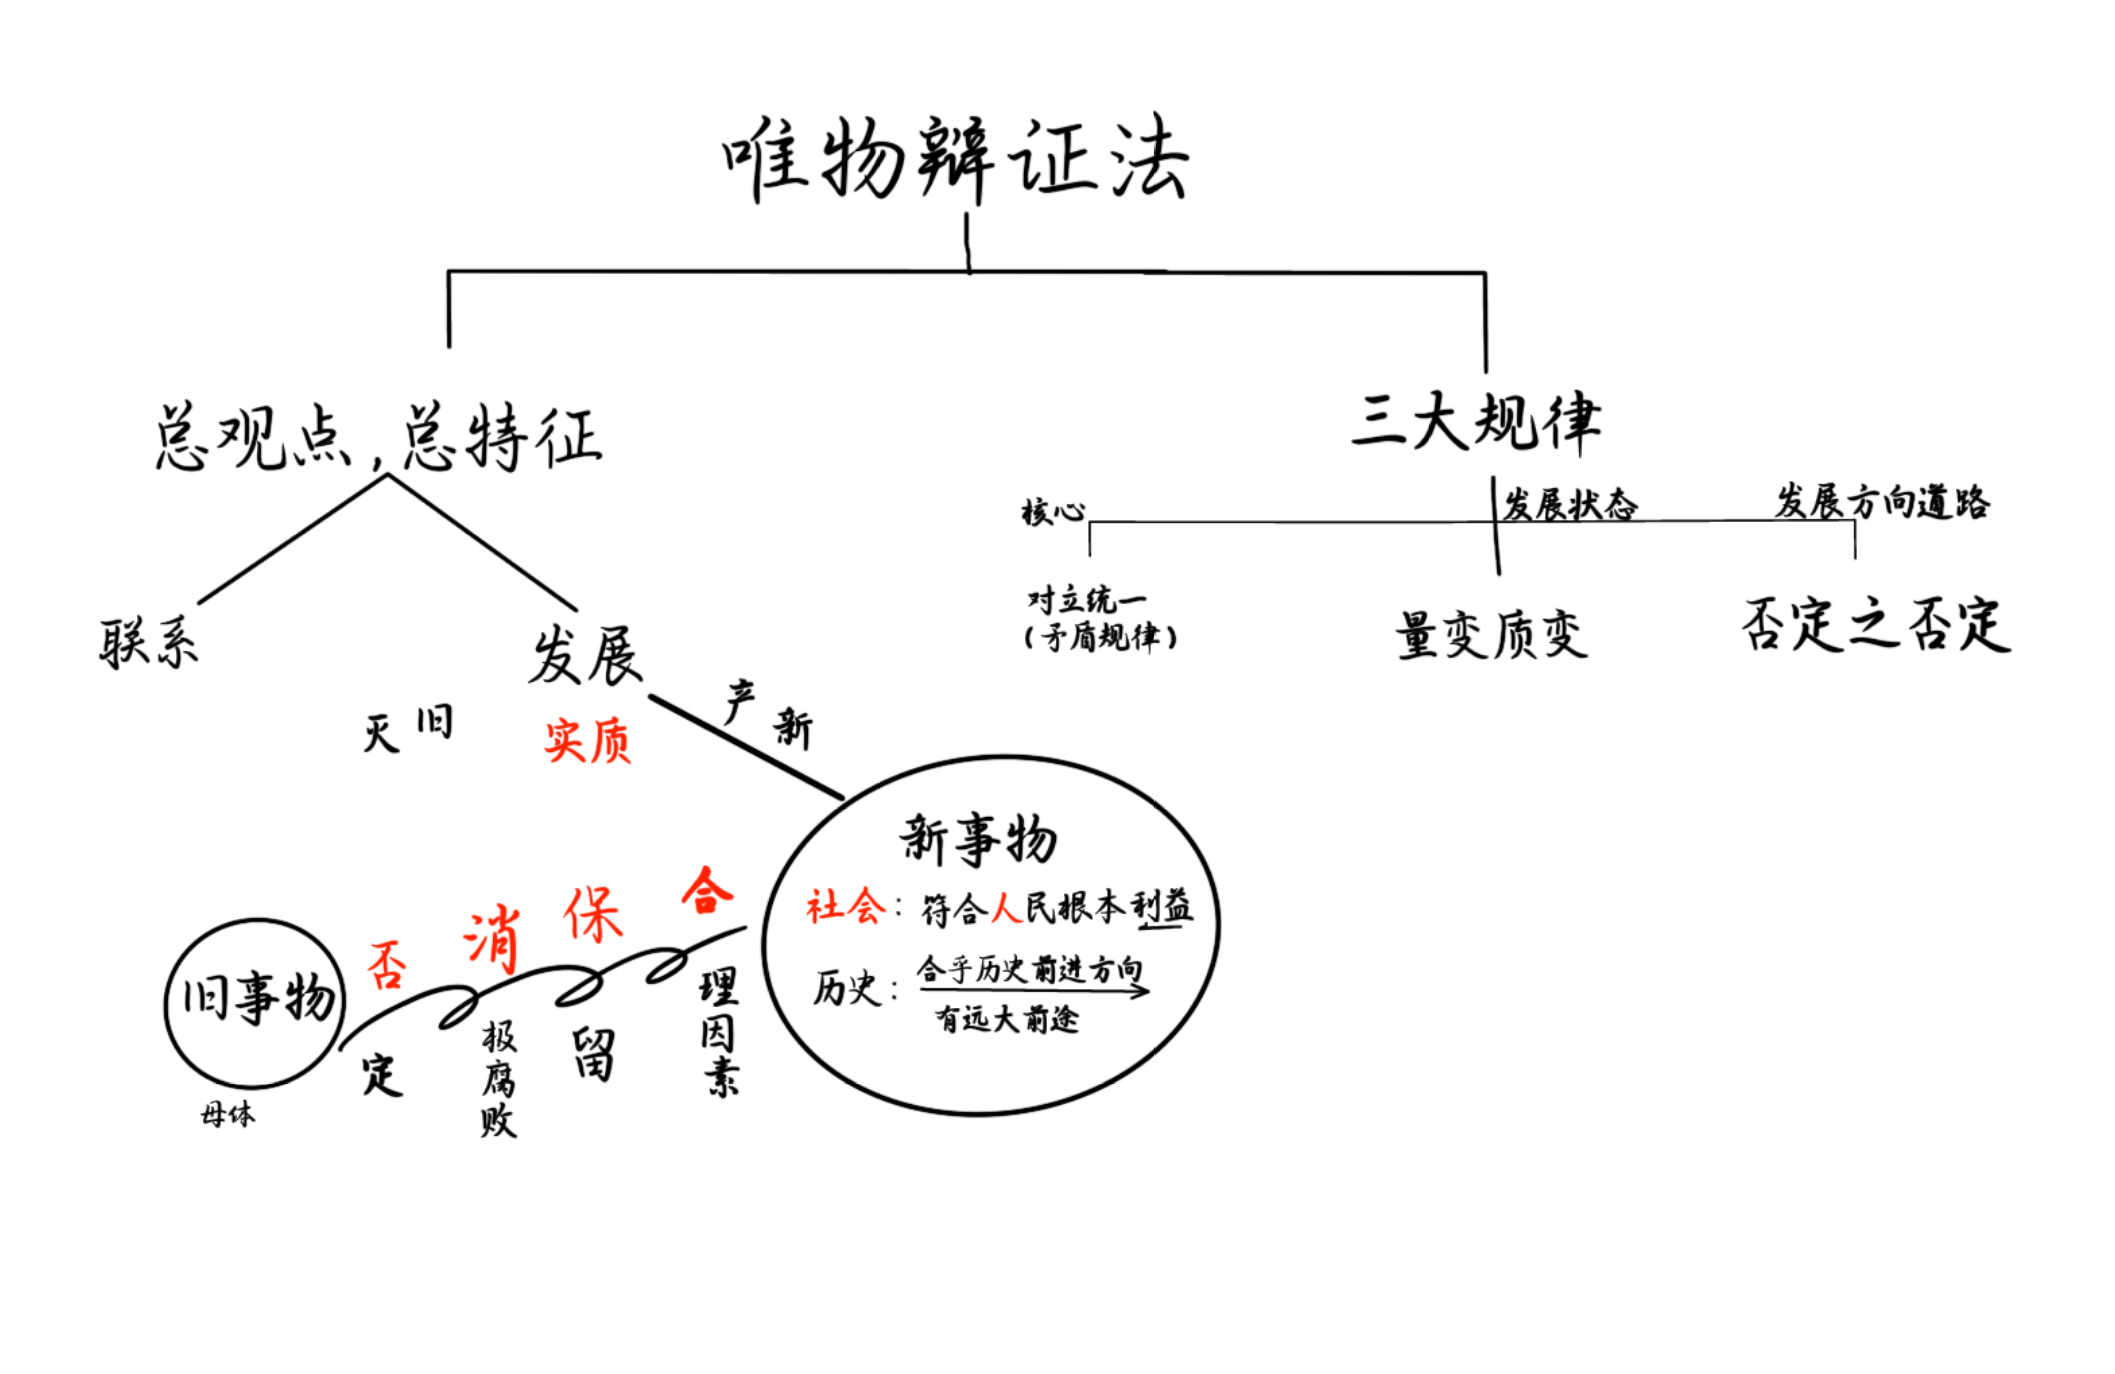 唯物辩证法
总观点,总特征
三大规律
核心
发展状态
发展方向道路
对立统一
(矛盾规律)
量变质变
否定之否定
联系
发展
灭旧
实质
产新
新事物
社会:符合人民根本利益
历史:合乎历史前进方向
有远大前途
旧事物
母体
否定
消极腐败
保留
合理因素